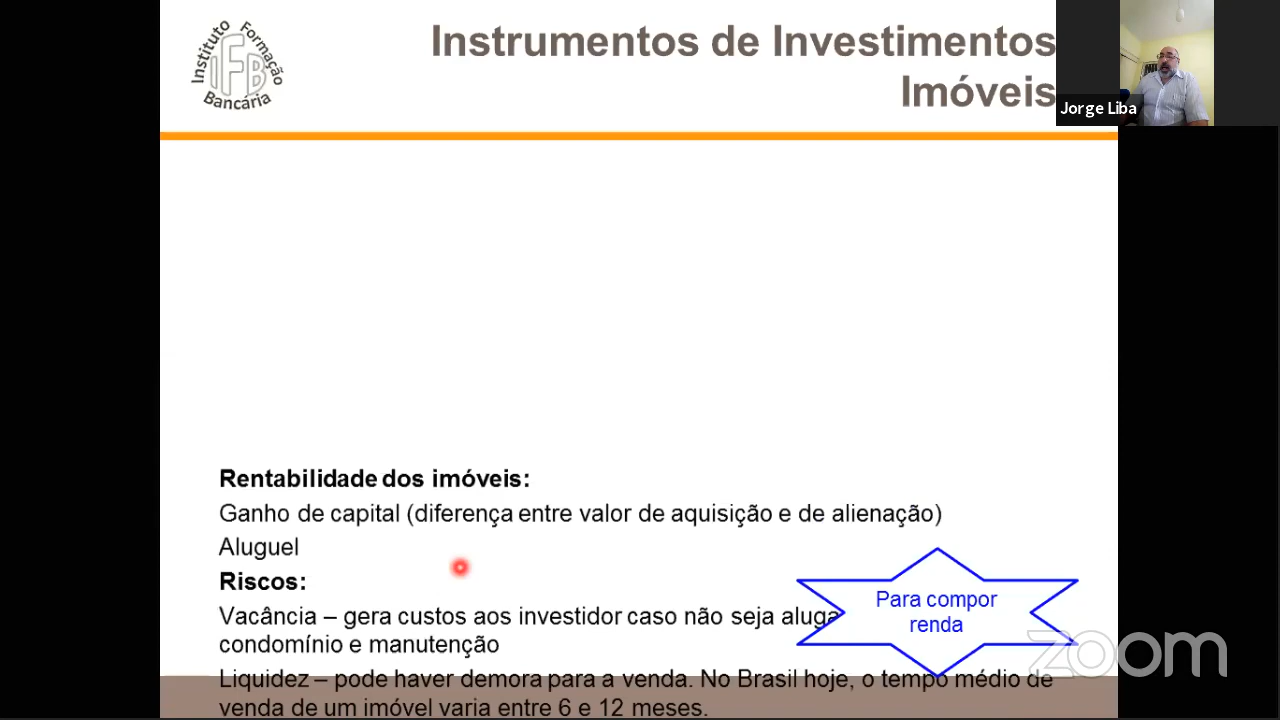 Instituto Formação
IFB
Bancária
Instrumentos de Investimentos
Imóveis
Jorge Liba
Rentabilidade dos imóveis:
Ganho de capital (diferença entre valor de aquisição e de alienação)
Aluguel
Riscos:
Vacância – gera custos aos investidor caso não seja aluga
condomínio e manutenção
Para compor
renda
Liquidez – pode haver demora para a venda. No Brasil hoje, o tempo médio de
venda de um imóvel varia entre 6 e 12 meses.
zoom